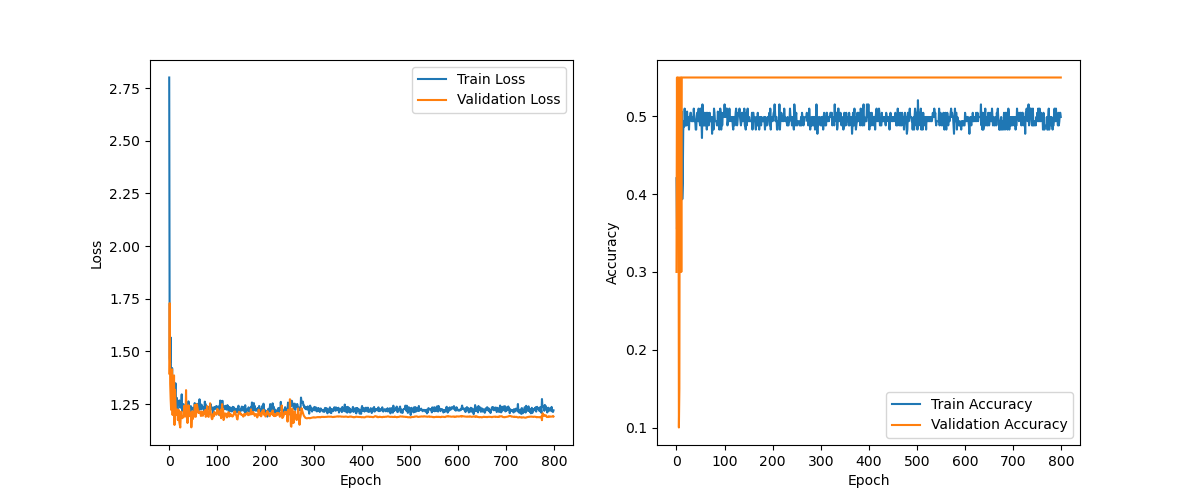 2.75
2.50
2.25
2.00
1.75
1.50
1.25
Loss
0 100 200 300 400 500 600 700 800
Epoch
Train Loss
Validation Loss
0.5
0.4
0.3
0.2
0.1
Accuracy
0 100 200 300 400 500 600 700 800
Epoch
Train Accuracy
Validation Accuracy